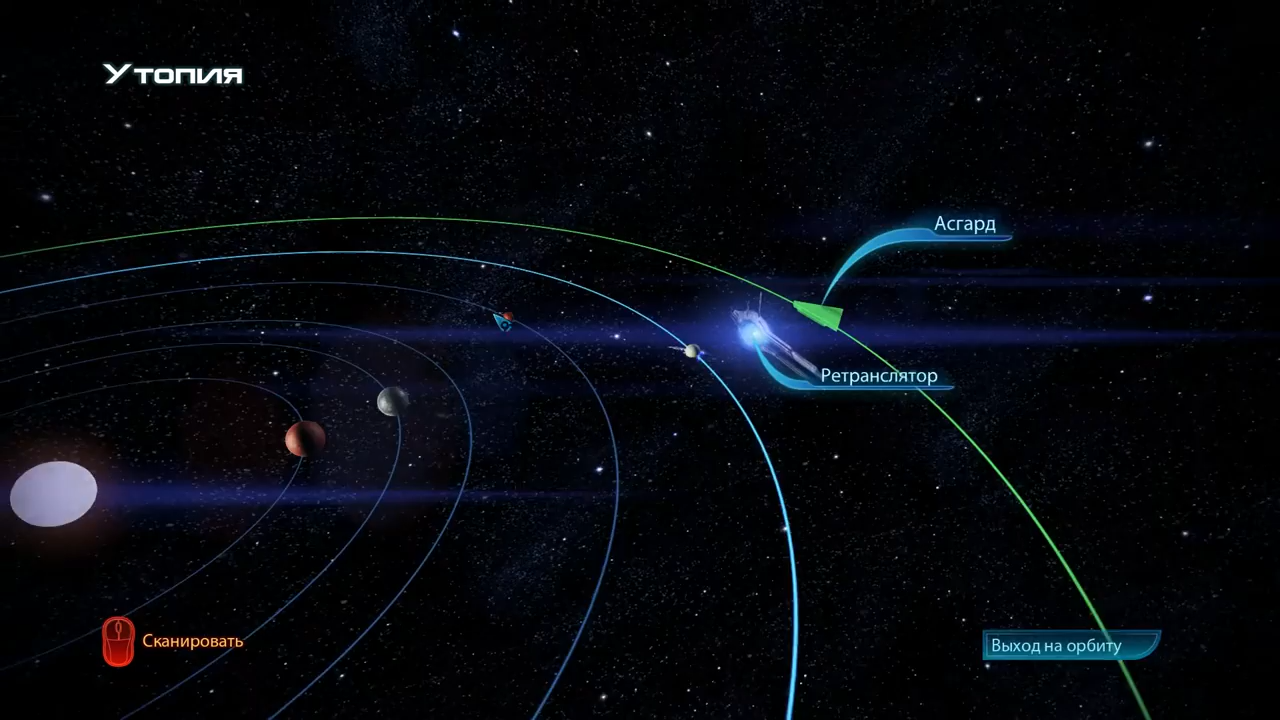 Утопия
Асгард
Ретранслятор
Сканировать
Выход на орбиту